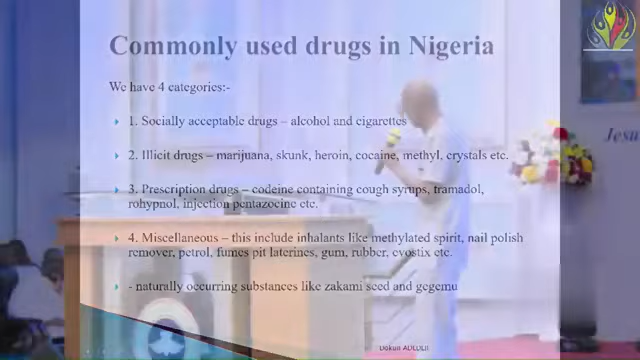 Commonly used drugs in Nigeria
We have 4 categories:-
1. Socially acceptable drugs – alcohol and cigarettes
2. Illicit drugs – marijuana, skunk, heroin, cocaine, methyl, crystals etc.
3. Prescription drugs – codeine containing cough syrups, tramadol,
rohypnol, injection pentazocine etc.
4. Miscellaneous – this include inhalants like methylated spirit, nail polish
remover, petrol, fumes pit laterines, gum, rubber, evostix etc.
- naturally occurring substances like zakami seed and gegemu
Jesu